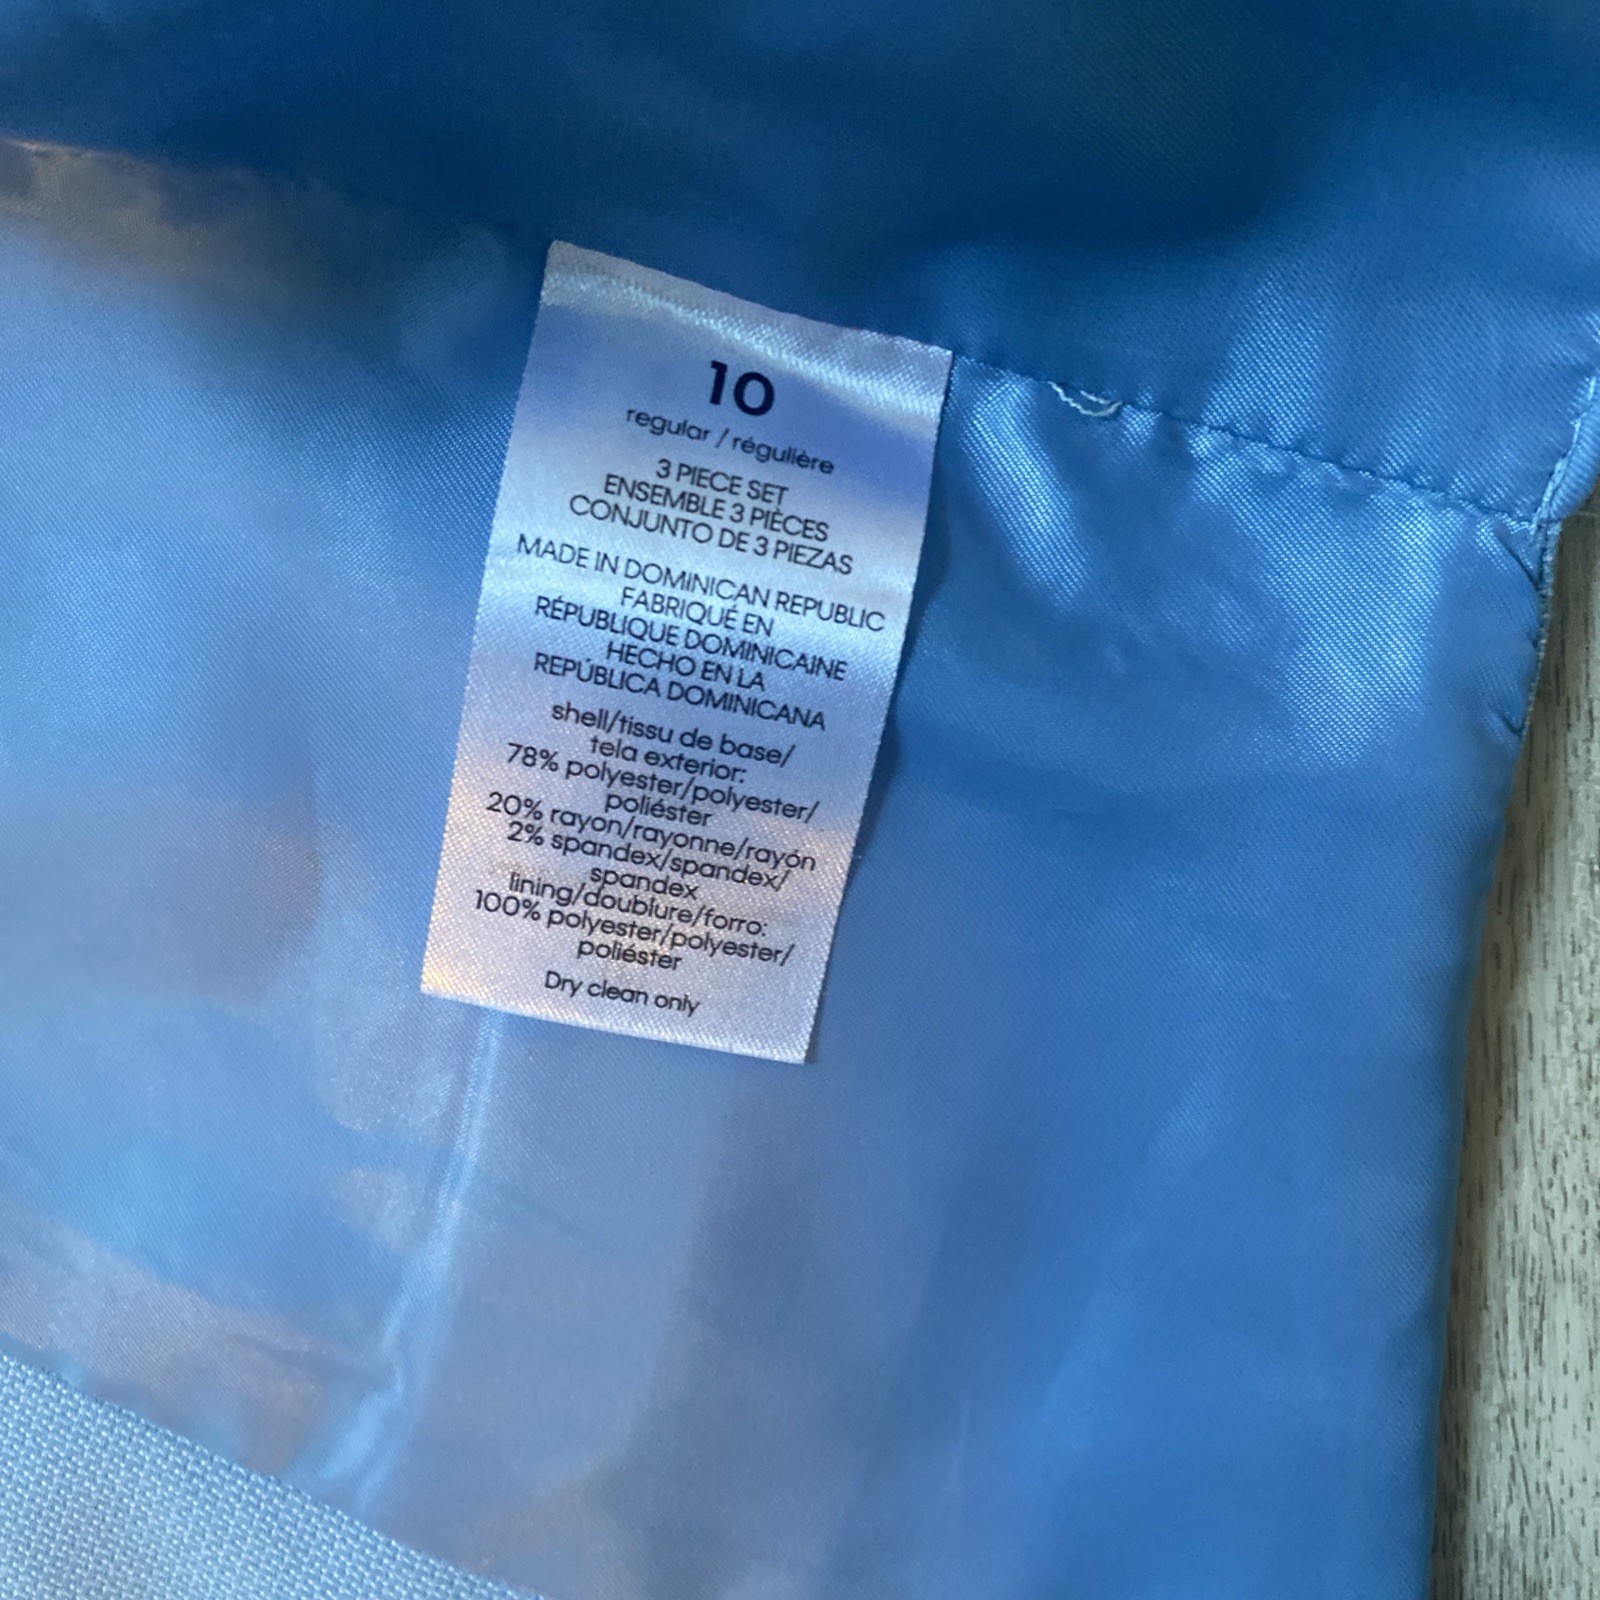 10
regular / régulière
3 PIECE SET
ENSEMBLE 3 PIÈCES
CONJUNTO DE 3 PIEZAS
MADE IN DOMINICAN REPUBLIC
FABRIQUÉ EN
RÉPUBLIQUE DOMINICAINE
HECHO EN LA
REPÚBLICA DOMINICANA
shell/tissu de base/
tela exterior:
78% polyester/polyester/
poliéster
20% rayon/rayonne/rayón
2% spandex/spandex/
spandex
lining/doublure/forro:
100% polyester/polyester/
poliéster
Dry clean only